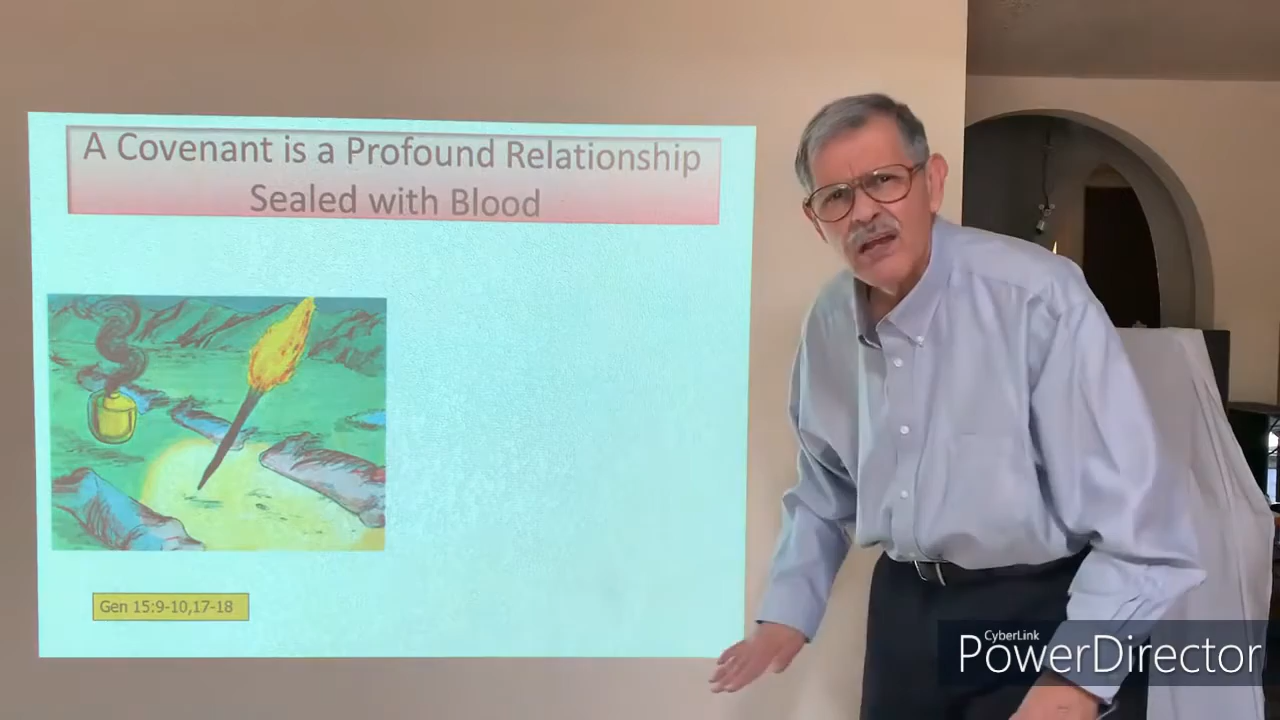 A Covenant is a Profound Relationship
Sealed with Blood
Gen 15:9-10,17-18
CyberLink
PowerDirector